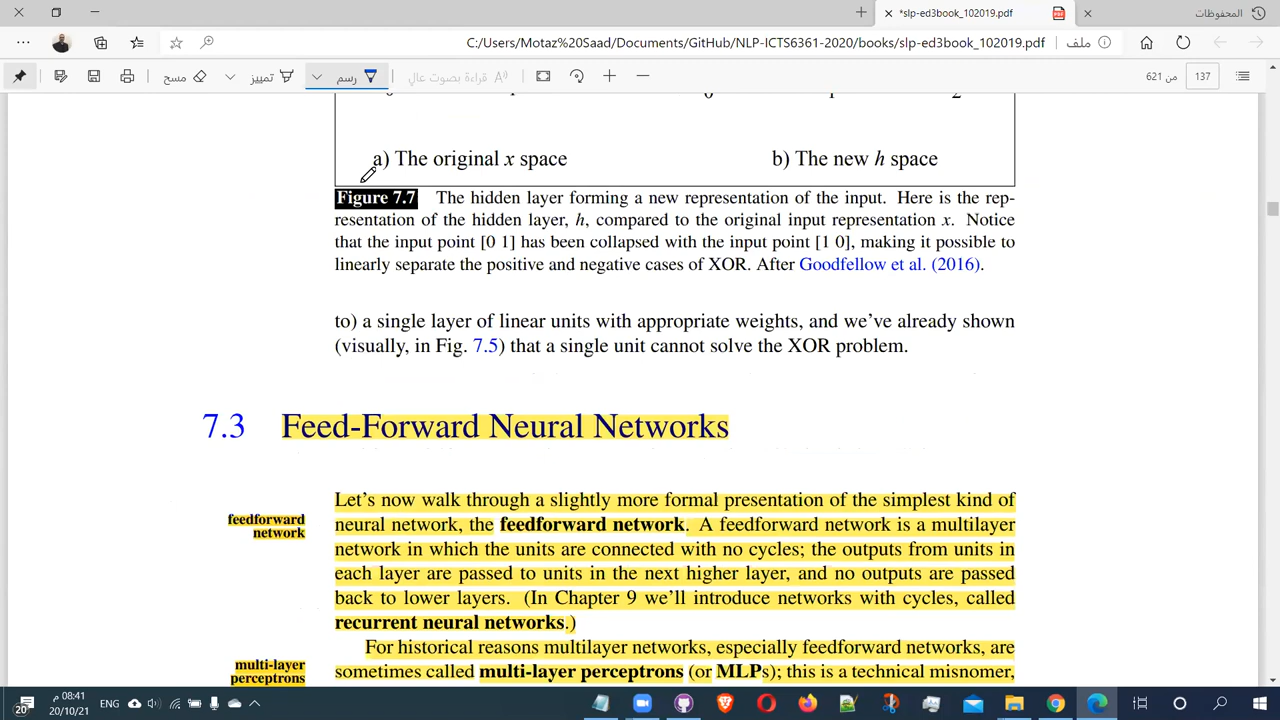 *slp-ed3book_102019.pdf
المحفوظات
C:/Users/Motaz%20Saad/Documents/GitHub/NLP-ICTS6361-2020/books/slp-ed3book_102019.pdf
ملف
مسح
تمييز
رسم
قراءة بصوت عالٍ
من 621
137
a) The original x space
b) The new h space
Figure 7.7 The hidden layer forming a new representation of the input. Here is the rep-
resentation of the hidden layer, h, compared to the original input representation x. Notice
that the input point [0 1] has been collapsed with the input point [1 0], making it possible to
linearly separate the positive and negative cases of XOR. After Goodfellow et al. (2016).
to) a single layer of linear units with appropriate weights, and we've already shown
(visually, in Fig. 7.5) that a single unit cannot solve the XOR problem.
7.3 Feed-Forward Neural Networks
feedforward
network
Let's now walk through a slightly more formal presentation of the simplest kind of
neural network, the feedforward network. A feedforward network is a multilayer
network in which the units are connected with no cycles; the outputs from units in
each layer are passed to units in the next higher layer, and no outputs are passed
back to lower layers. (In Chapter 9 we'll introduce networks with cycles, called
recurrent neural networks.)
multi-layer
perceptrons
For historical reasons multilayer networks, especially feedforward networks, are
sometimes called multi-layer perceptrons (or MLPs); this is a technical misnomer,
08:41 م
20/10/21
ENG